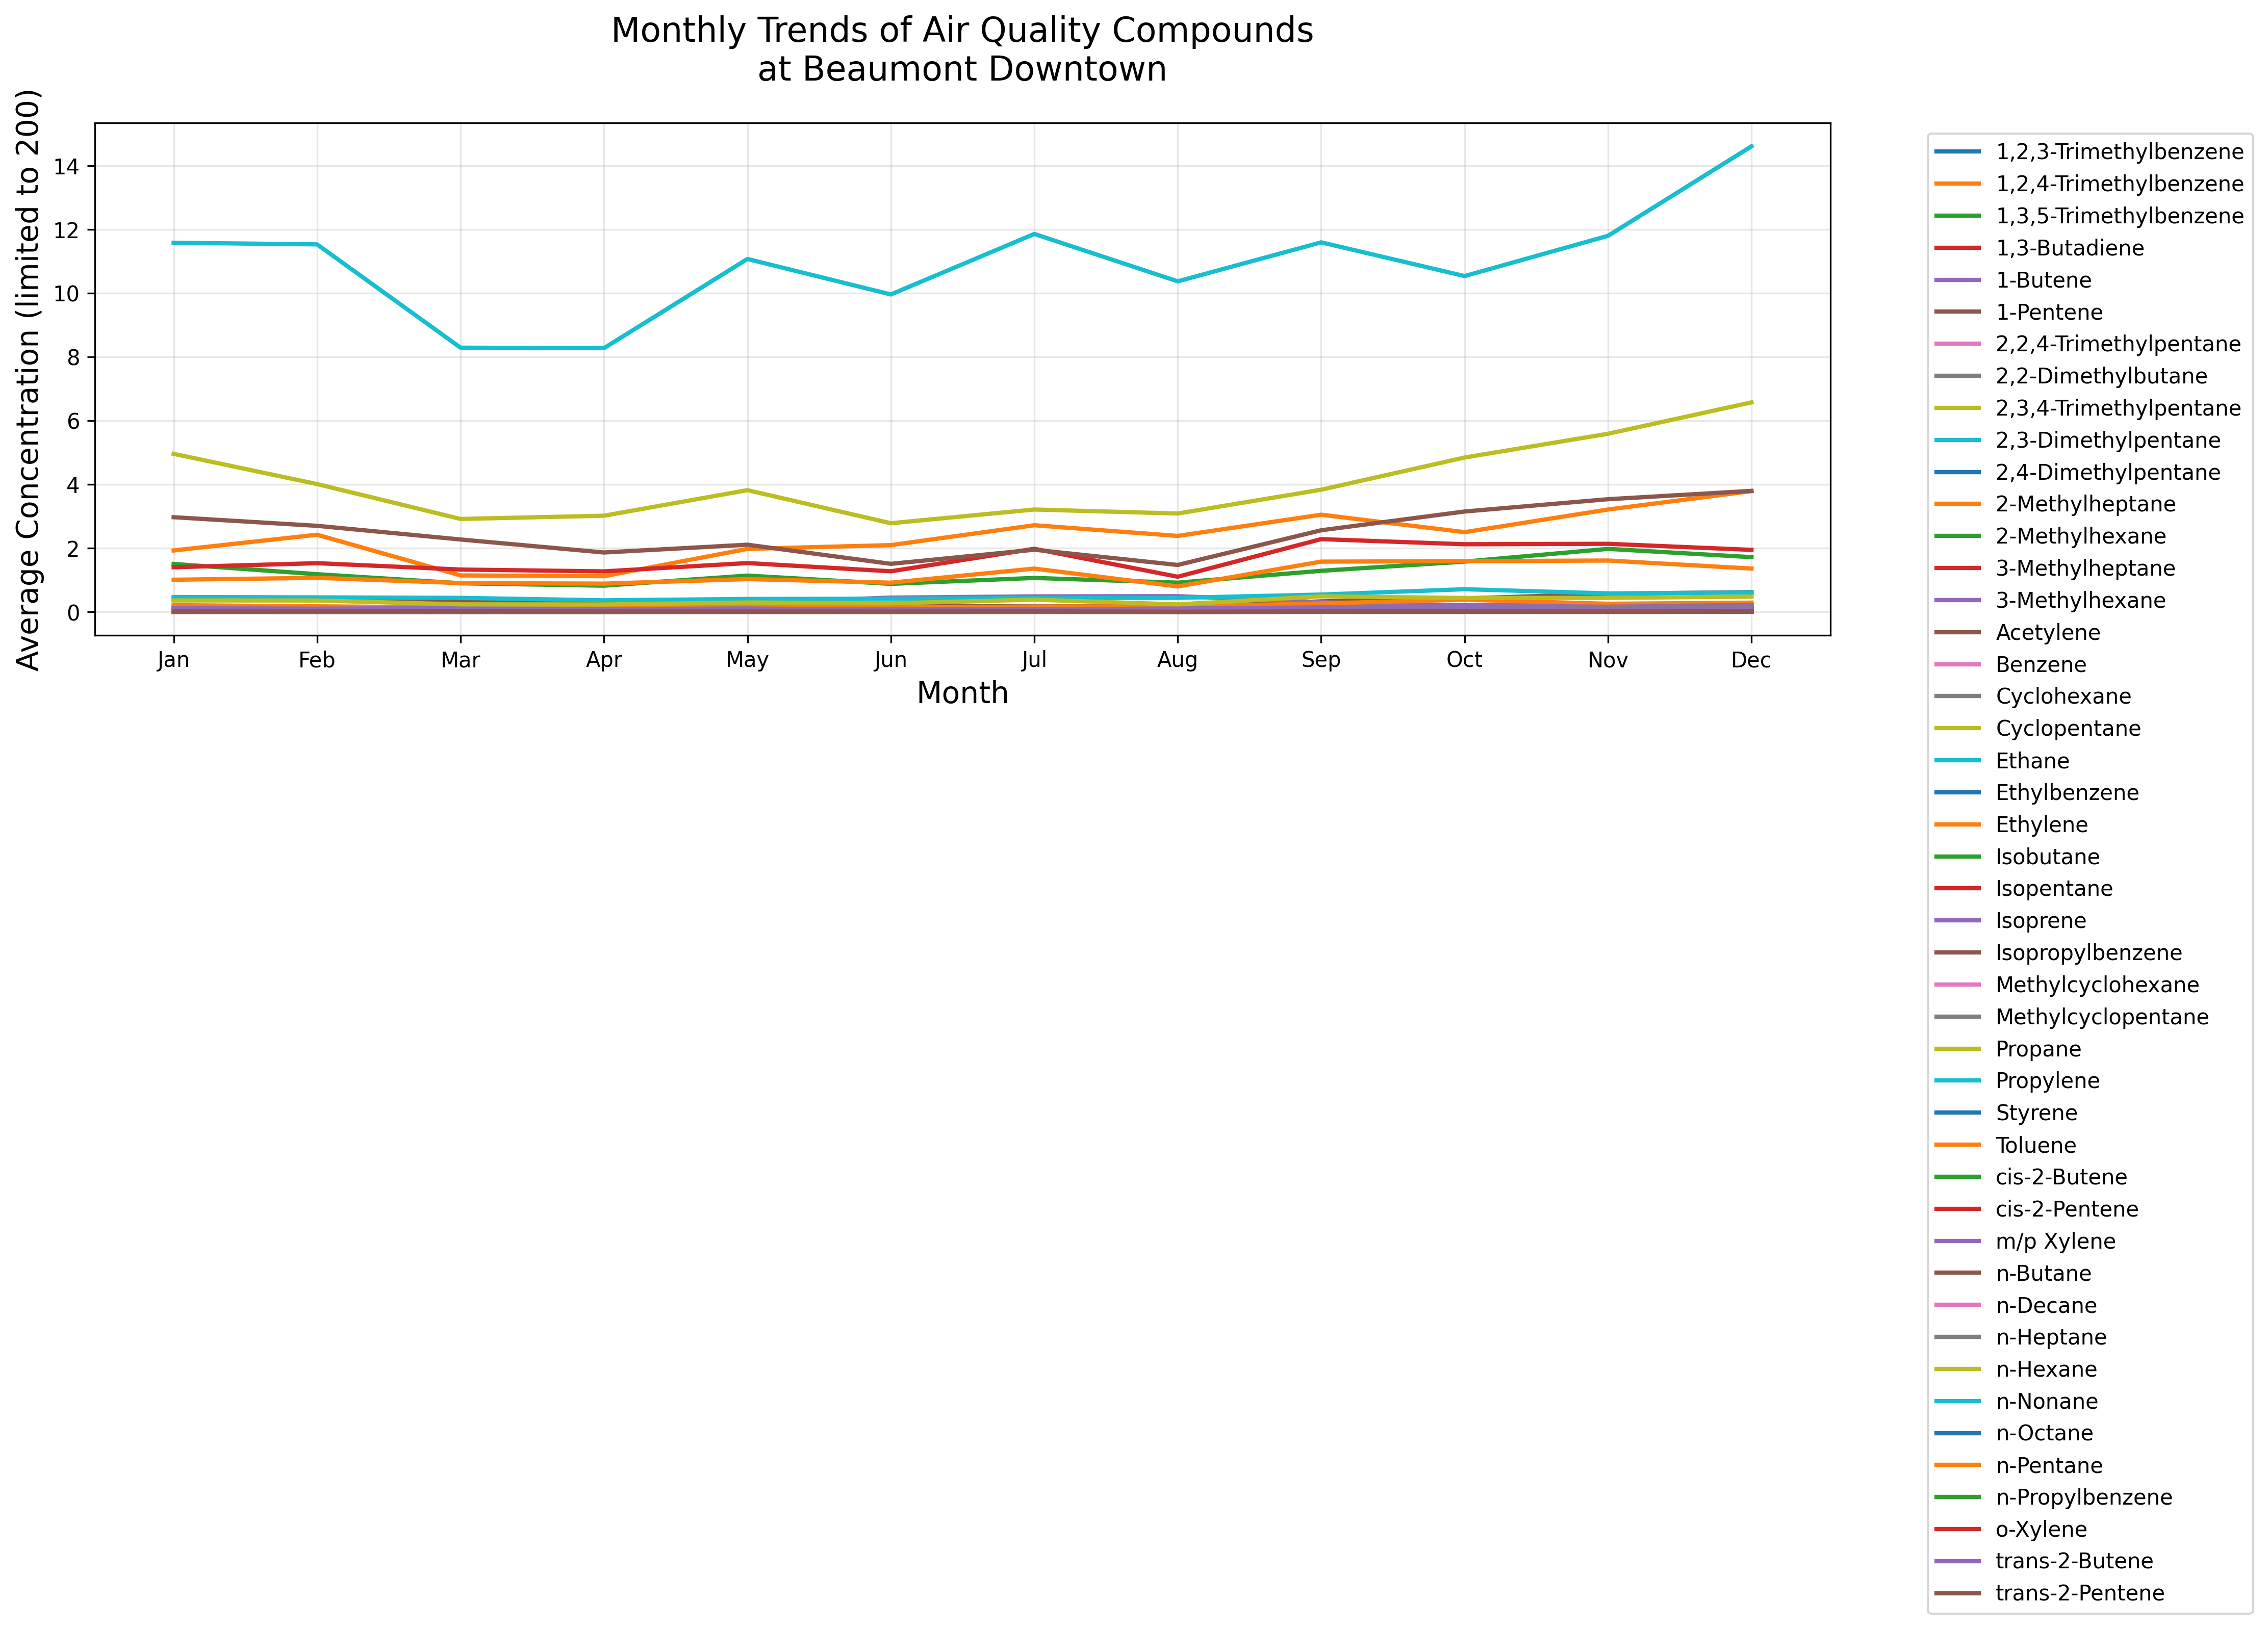 Monthly Trends of Air Quality Compounds
at Beaumont Downtown
Average Concentration (limited to 200)
14
12
10
8
6
4
2
0
Jan Feb Mar Apr May Jun Jul Aug Sep Oct Nov Dec
Month
1,2,3-Trimethylbenzene
1,2,4-Trimethylbenzene
1,3,5-Trimethylbenzene
1,3-Butadiene
1-Butene
1-Pentene
2,2,4-Trimethylpentane
2,2-Dimethylbutane
2,3,4-Trimethylpentane
2,3-Dimethylpentane
2,4-Dimethylpentane
2-Methylheptane
2-Methylhexane
3-Methylheptane
3-Methylhexane
Acetylene
Benzene
Cyclohexane
Cyclopentane
Ethane
Ethylbenzene
Ethylene
Isobutane
Isopentane
Isoprene
Isopropylbenzene
Methylcyclohexane
Methylcyclopentane
Propane
Propylene
Styrene
Toluene
cis-2-Butene
cis-2-Pentene
m/p Xylene
n-Butane
n-Decane
n-Heptane
n-Hexane
n-Nonane
n-Octane
n-Pentane
n-Propylbenzene
o-Xylene
trans-2-Butene
trans-2-Pentene